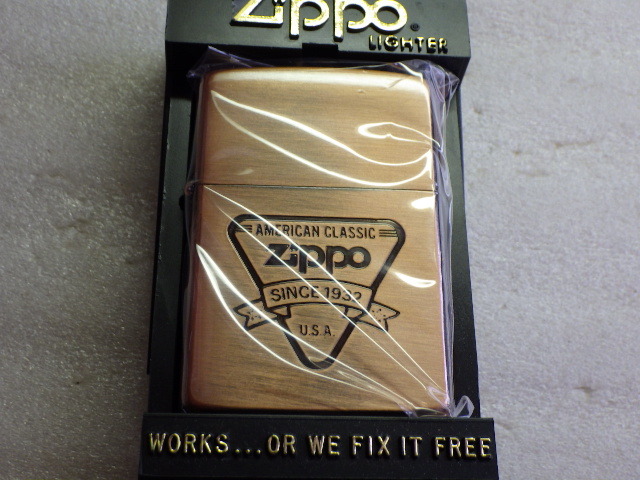 Zippo
LIGHTER
AMERICAN CLASSIC
Zippo
SINCE 1932
U.S.A.
WORKS...OR WE FIX IT FREE